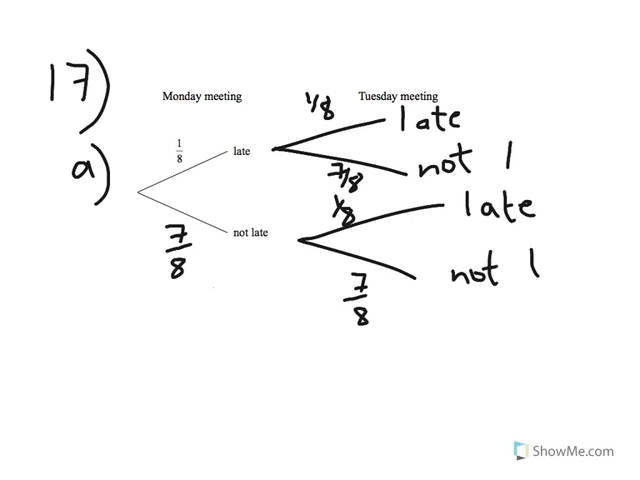 17)
Monday meeting
Tuesday meeting
a)
1/8
late
1/8
late
7/8
not l
7/8
not late
1/8
late
7/8
not l
ShowMe.com